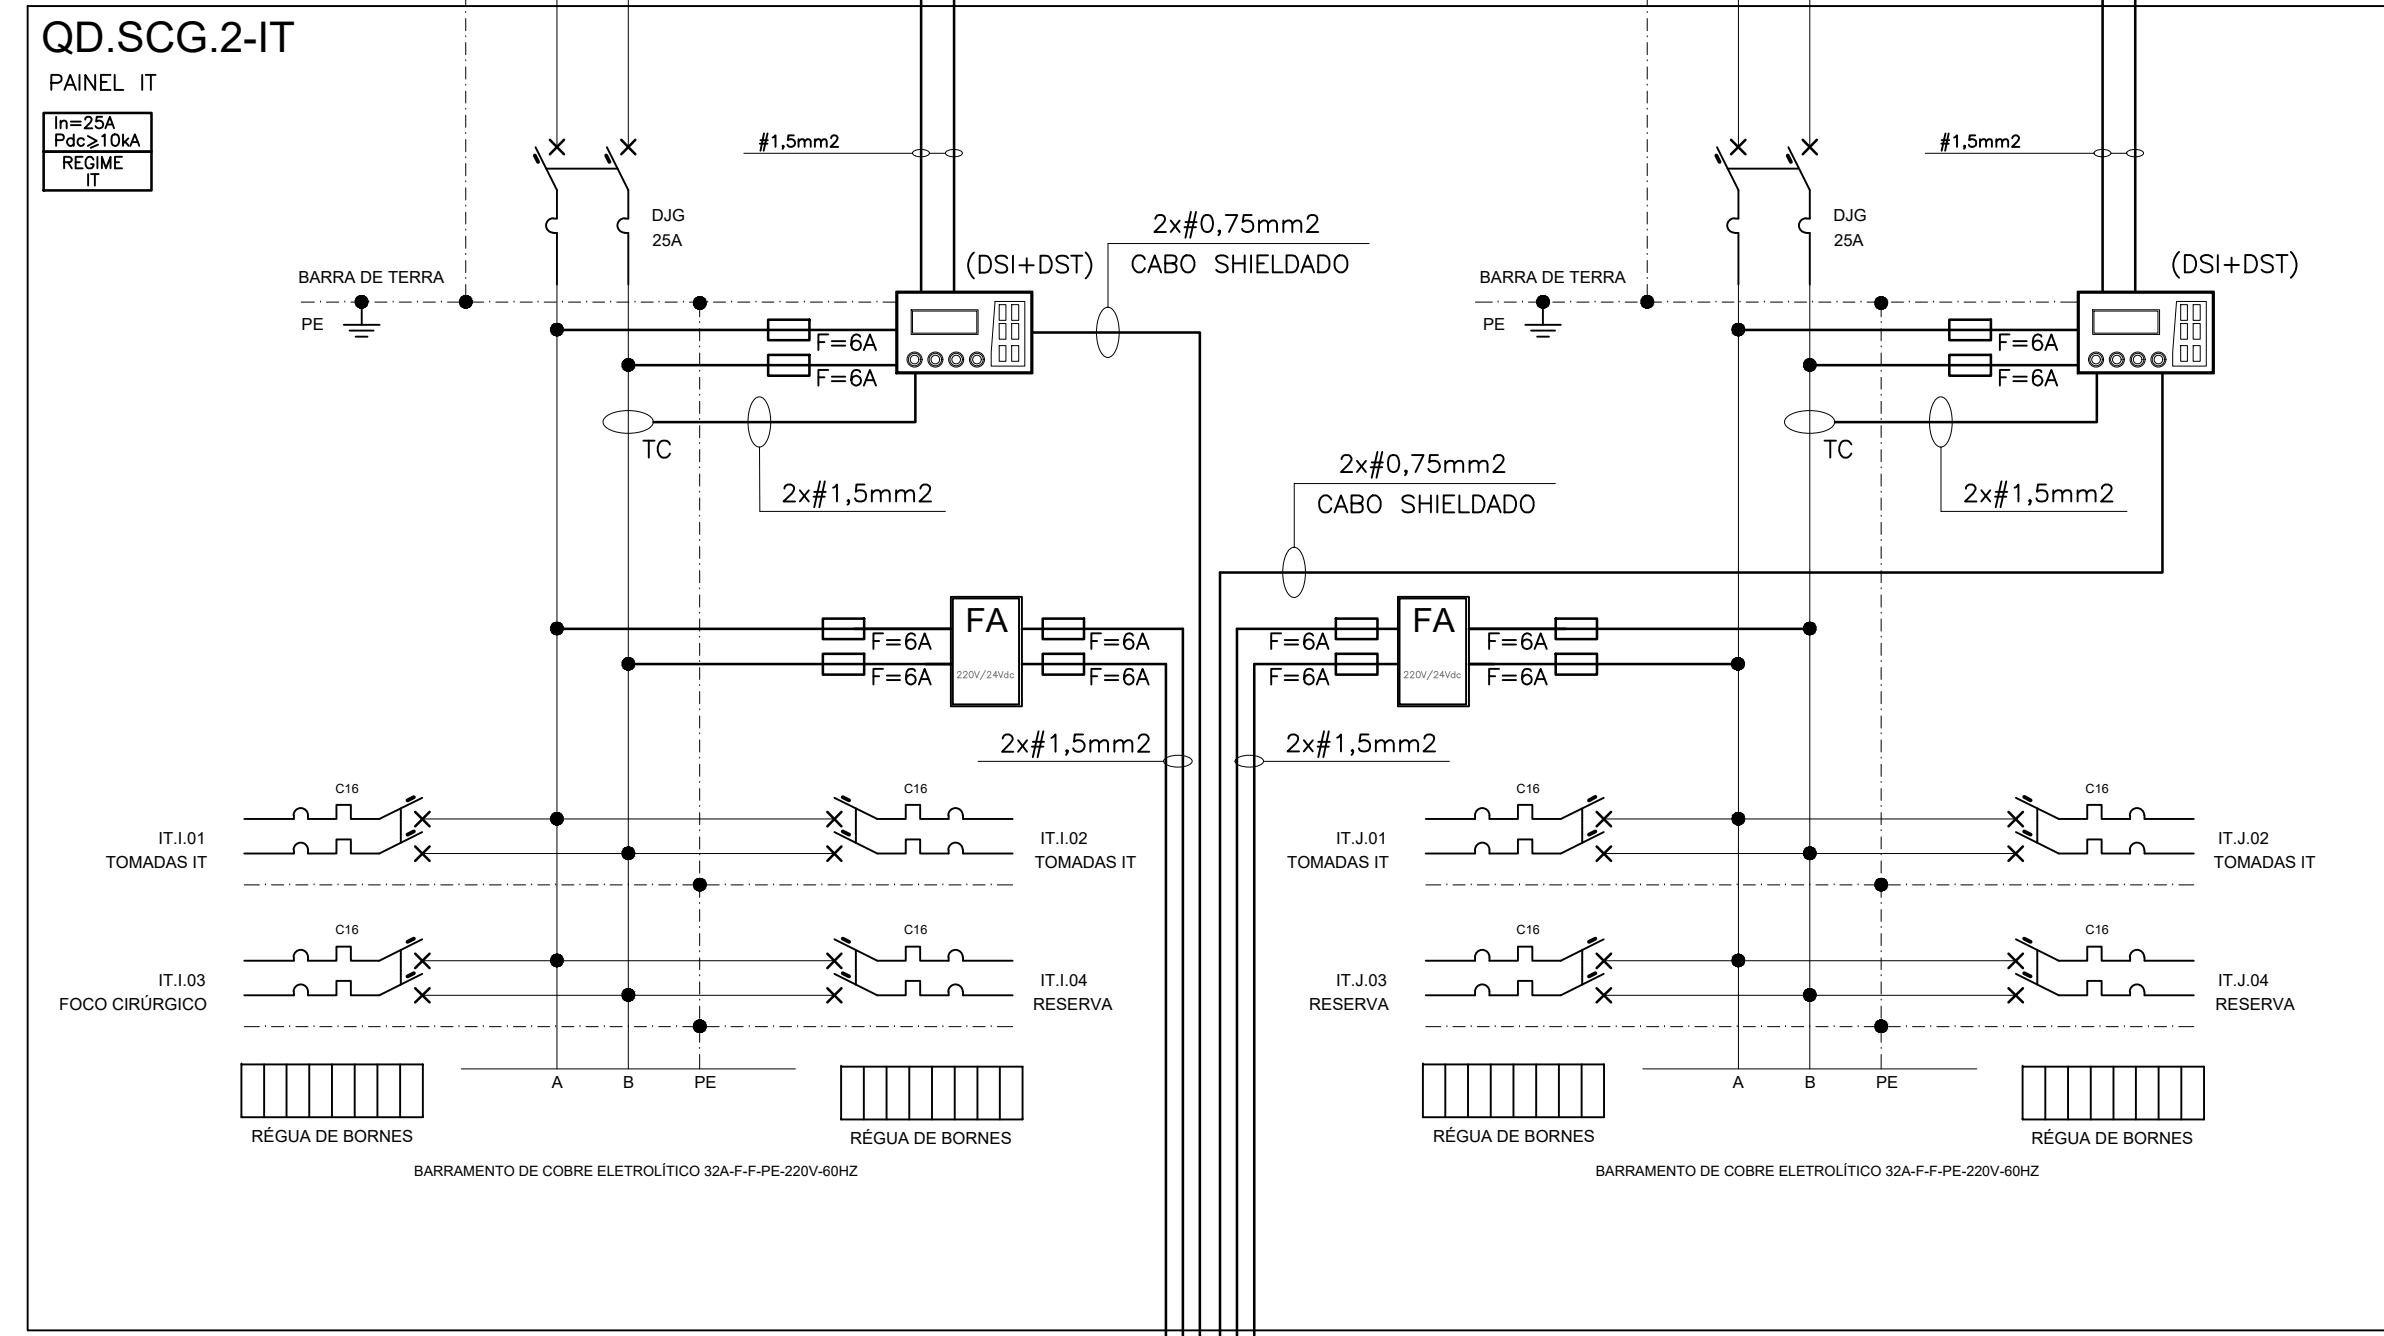 QD.SCG.2-IT
PAINEL IT
In=25A
Pdc≥10kA
REGIME
IT
#1,5mm2
DJG
25A
2x#0,75mm2
CABO SHIELDADO
(DSI+DST)
BARRA DE TERRA
PE
F=6A
F=6A
TC
2x#1,5mm2
#1,5mm2
DJG
25A
(DSI+DST)
BARRA DE TERRA
PE
F=6A
F=6A
TC
2x#1,5mm2
2x#0,75mm2
CABO SHIELDADO
FA
220V/24Vdc
F=6A
F=6A
F=6A
F=6A
2x#1,5mm2
FA
220V/24Vdc
F=6A
F=6A
F=6A
F=6A
2x#1,5mm2
C16
IT.I.01
TOMADAS IT
C16
IT.I.02
TOMADAS IT
C16
IT.I.03
FOCO CIRÚRGICO
C16
IT.I.04
RESERVA
A B PE
RÉGUA DE BORNES
RÉGUA DE BORNES
BARRAMENTO DE COBRE ELETROLÍTICO 32A-F-F-PE-220V-60HZ
C16
IT.J.01
TOMADAS IT
C16
IT.J.02
TOMADAS IT
C16
IT.J.03
RESERVA
C16
IT.J.04
RESERVA
A B PE
RÉGUA DE BORNES
RÉGUA DE BORNES
BARRAMENTO DE COBRE ELETROLÍTICO 32A-F-F-PE-220V-60HZ